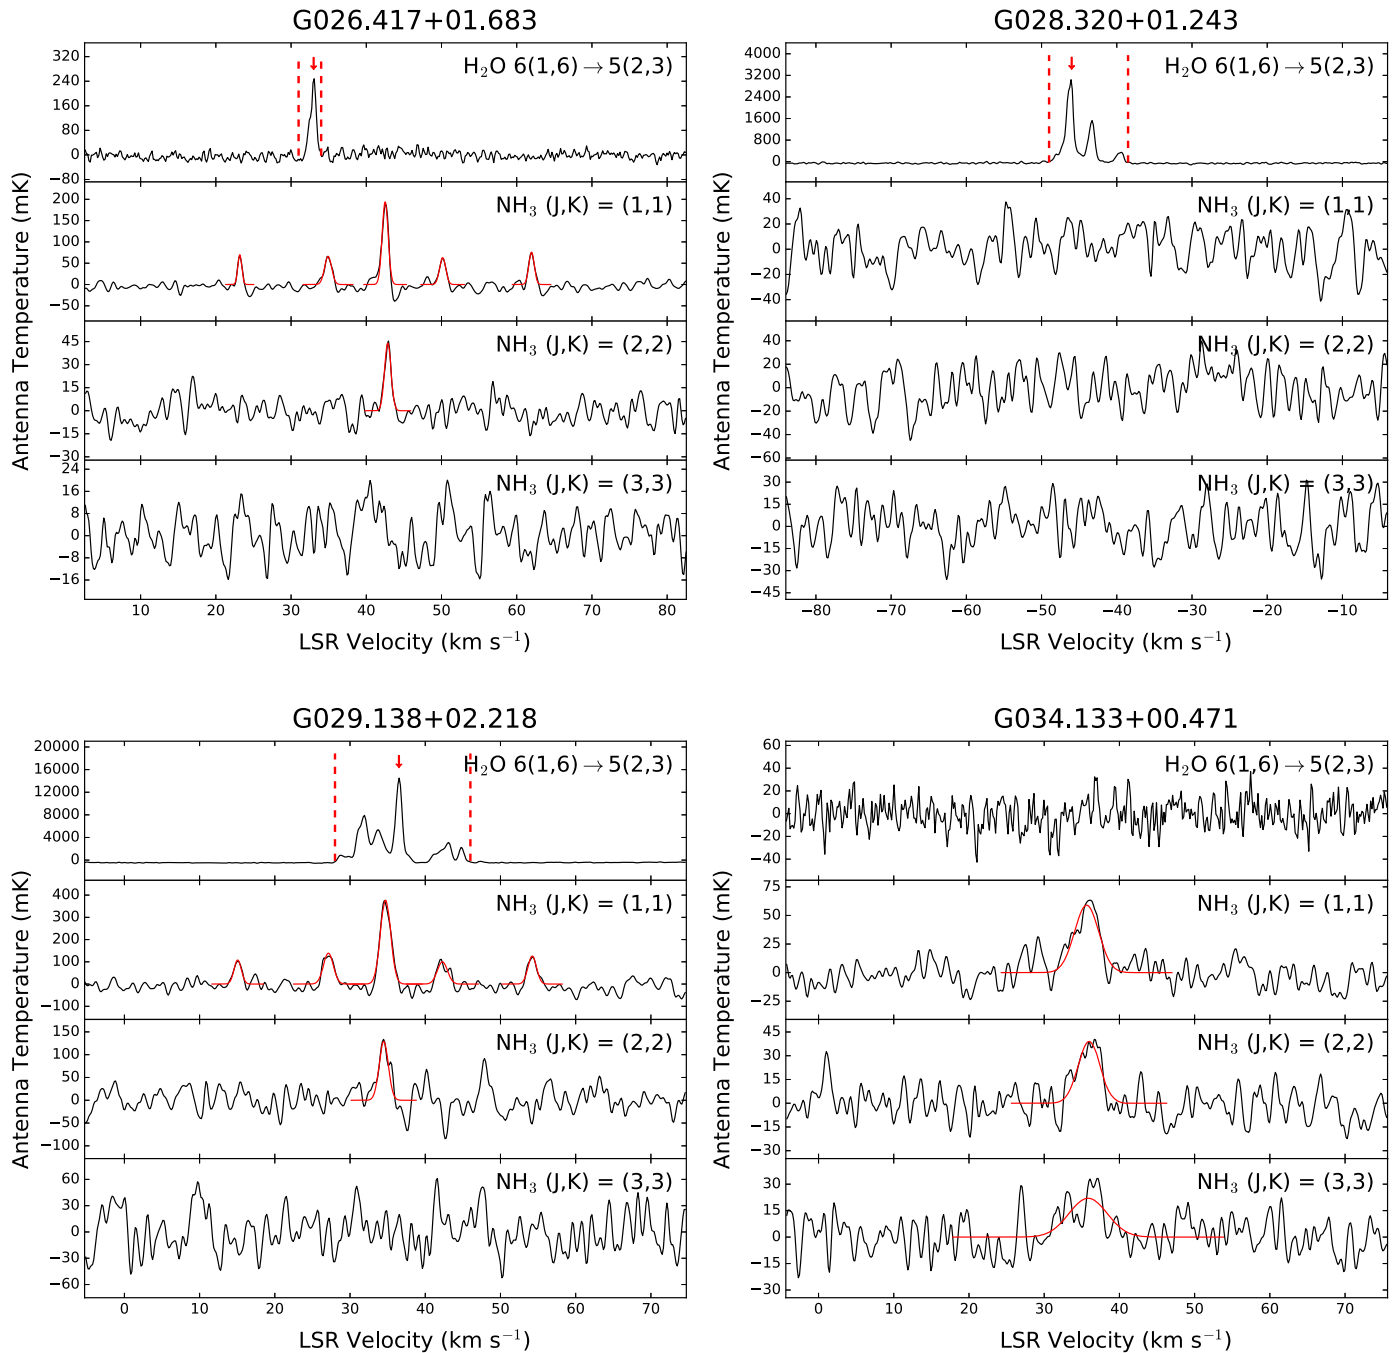 G026.417+01.683
H₂O 6(1,6)→5(2,3)
320
240
160
80
0
−80
NH₃ (J,K) = (1,1)
200
150
100
50
0
−50
NH₃ (J,K) = (2,2)
45
30
15
0
−15
−30
NH₃ (J,K) = (3,3)
24
16
8
0
−8
−16
10 20 30 40 50 60 70 80
LSR Velocity (km s⁻¹)
Antenna Temperature (mK)
G028.320+01.243
H₂O 6(1,6)→5(2,3)
4000
3200
2400
1600
800
0
NH₃ (J,K) = (1,1)
40
20
0
−20
−40
NH₃ (J,K) = (2,2)
40
20
0
−20
−40
−60
NH₃ (J,K) = (3,3)
30
15
0
−15
−30
−45
−80 −70 −60 −50 −40 −30 −20 −10
LSR Velocity (km s⁻¹)
Antenna Temperature (mK)
G029.138+02.218
H₂O 6(1,6)→5(2,3)
20000
16000
12000
8000
4000
0
NH₃ (J,K) = (1,1)
400
300
200
100
0
−100
NH₃ (J,K) = (2,2)
150
100
50
0
−50
−100
NH₃ (J,K) = (3,3)
60
30
0
−30
−60
0 10 20 30 40 50 60 70
LSR Velocity (km s⁻¹)
Antenna Temperature (mK)
G034.133+00.471
H₂O 6(1,6)→5(2,3)
60
40
20
0
−20
−40
NH₃ (J,K) = (1,1)
75
50
25
0
−25
NH₃ (J,K) = (2,2)
45
30
15
0
−15
−30
NH₃ (J,K) = (3,3)
30
15
0
−15
−30
0 10 20 30 40 50 60 70
LSR Velocity (km s⁻¹)
Antenna Temperature (mK)